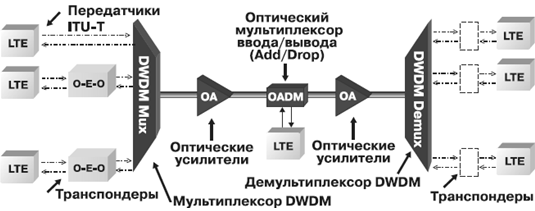 Передатчики
ITU-T
Оптический
мультиплексор
ввода/вывода
(Add/Drop)
LTE
LTE
O-E-O
LTE
O-E-O
DWDM Mux
OA
OADM
OA
LTE
DWDM Demux
LTE
LTE
LTE
Оптические
усилители
Оптические
усилители
Демультиплексор DWDM
Транспондеры
Мультиплексор DWDM
Транспондеры